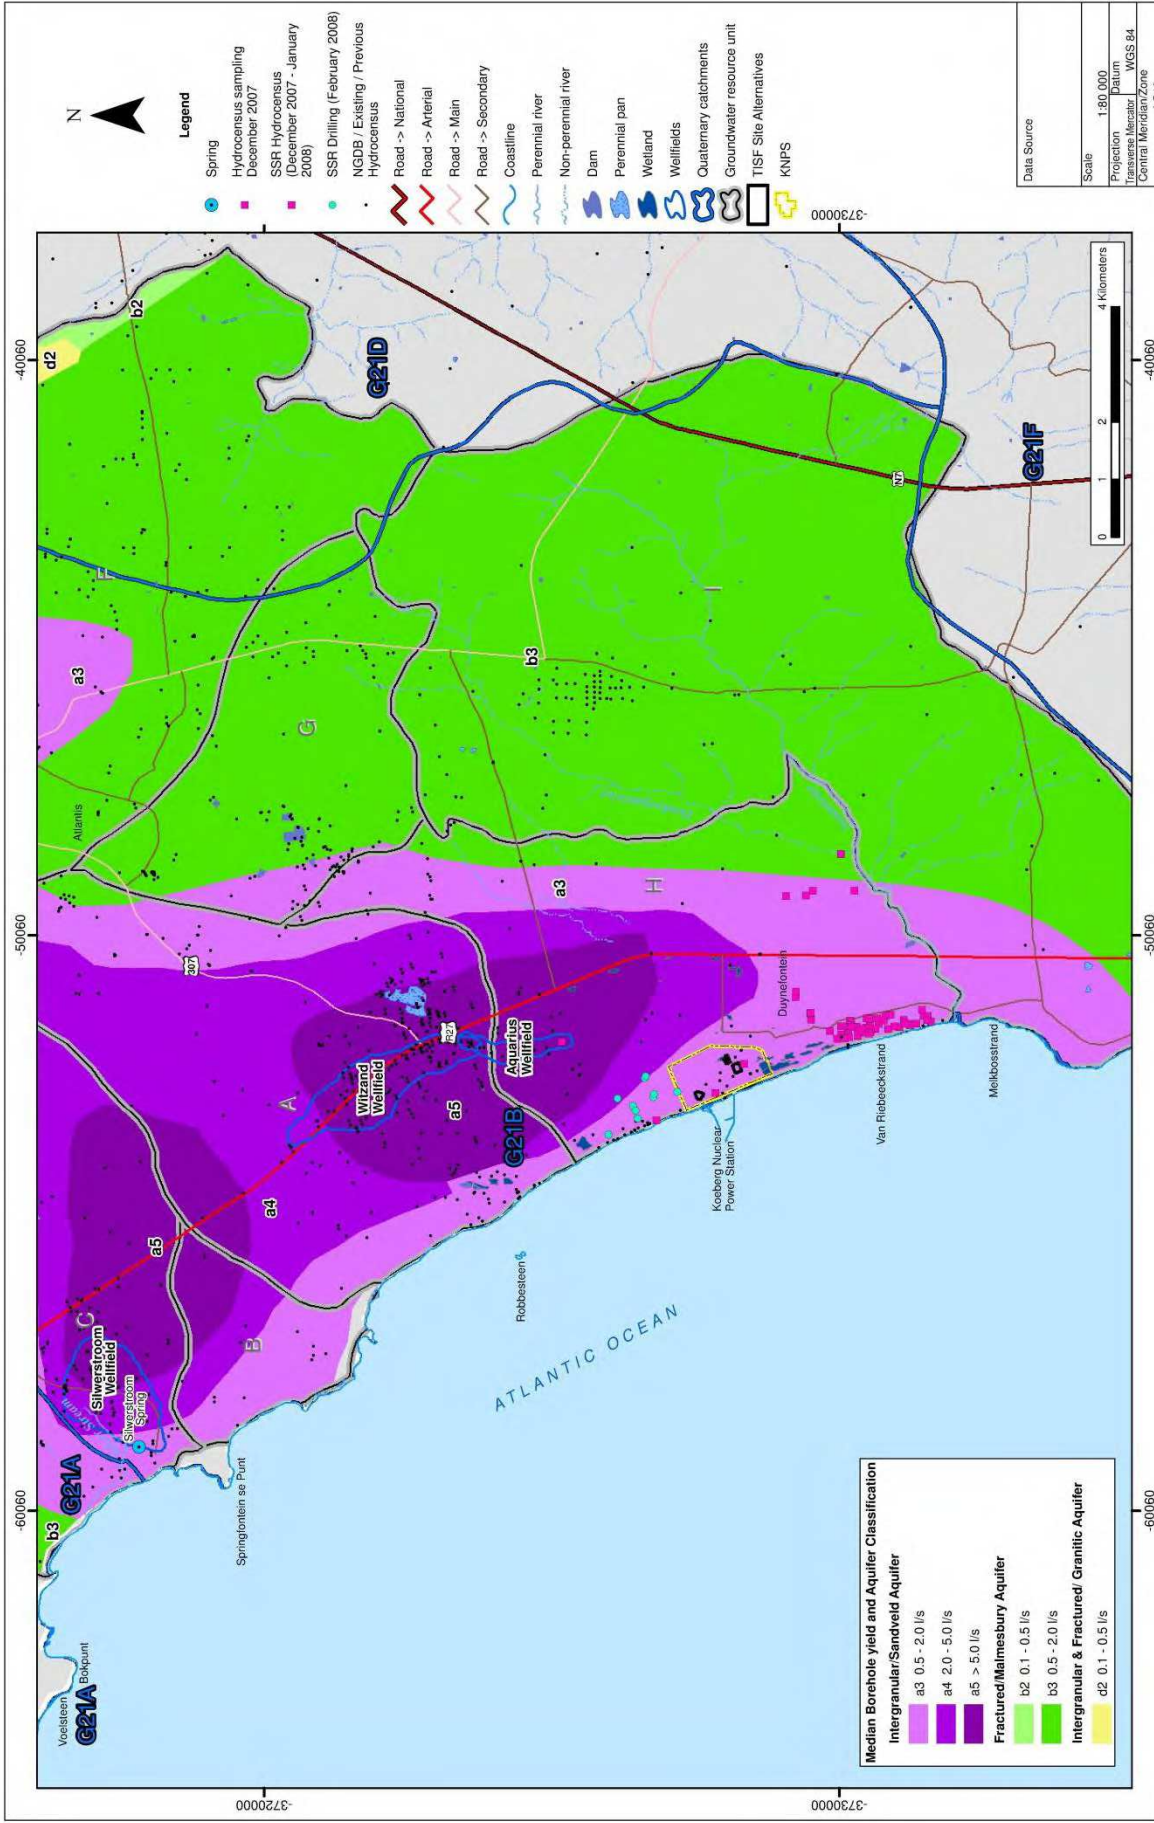 N
Legend
Spring
Hydrocensus sampling
December 2007
SSR Hydrocensus
(December 2007 - January
2008)
SSR Drilling (February 2008)
NGDB / Existing / Previous
Hydrocensus
Road -> National
Road -> Arterial
Road -> Main
Road -> Secondary
Coastline
Perennial river
Non-perennial river
Dam
Perennial pan
Wetland
Wellfields
Quaternary catchments
Groundwater resource unit
TISF Site Alternatives
KNPS
Data Source
Scale
1:80 000
Projection
Transverse Mercator
Datum
WGS 84
Central Meridian/Zone
-60060
-50060
-40060
-3720000
-3730000
-3720000
-3730000
Voelsteen
Bokpunt
G21A
b3
G21A
Stream
Silwerstroom
Wellfield
Silwerstroom
Spring
C
a5
Springfontein se Punt
B
a4
A
307
Atlantis
a3
F
d2
b2
G
G21D
Witzand
Wellfield
R27
a5
Aquarius
Wellfield
G21B
Robbesteen
ATLANTIC OCEAN
a3
H
b3
I
N7
G21F
Koeberg Nuclear
Power Station
Duynefontein
Van Riebeeckstrand
Melkbosstrand
0 1 2 4 Kilometers
Median Borehole yield and Aquifer Classification
Intergranular/Sandveld Aquifer
a3 0.5 - 2.0 l/s
a4 2.0 - 5.0 l/s
a5 > 5.0 l/s
Fractured/Malmesbury Aquifer
b2 0.1 - 0.5 l/s
b3 0.5 - 2.0 l/s
Intergranular & Fractured/ Granitic Aquifer
d2 0.1 - 0.5 l/s